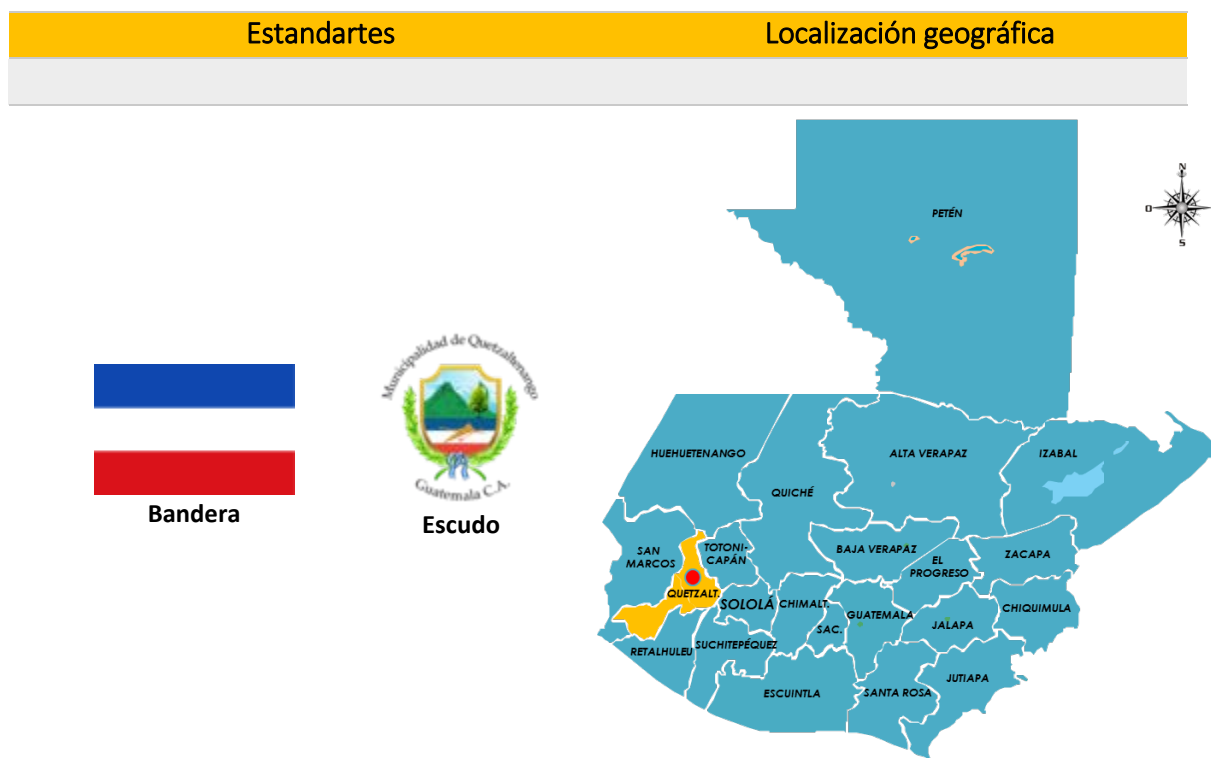 Estandartes
Localización geográfica
Municipalidad de Quetzaltenango
Guatemala C.A.
Bandera
Escudo
N
O
S
PETÉN
HUEHUETENANGO
ALTA VERAPAZ
IZABAL
QUICHÉ
SAN
MARCOS
TOTONI-
CAPÁN
BAJA VERAPAZ
EL
PROGRESO
ZACAPA
QUETZALT.
SOLOLÁ
CHIMALT.
SAC.
GUATEMALA
JALAPA
CHIQUIMULA
RETALHULEU
SUCHITEPÉQUEZ
ESCUINTLA
SANTA ROSA
JUTIAPA